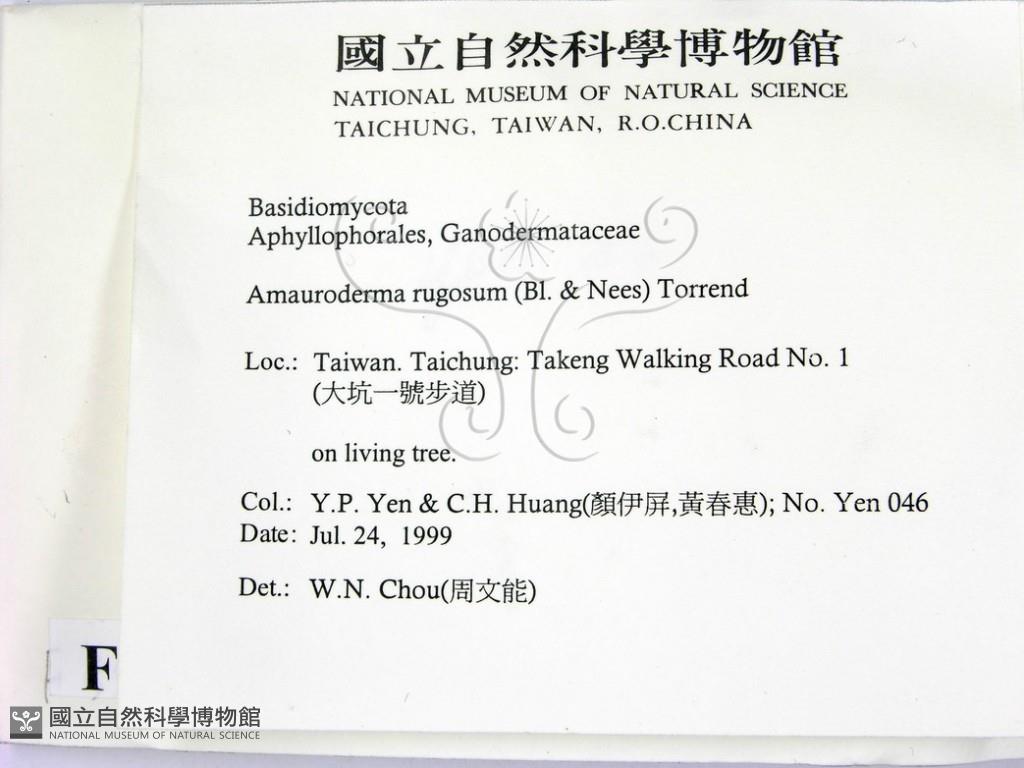 國立自然科學博物館
NATIONAL MUSEUM OF NATURAL SCIENCE
TAICHUNG, TAIWAN, R.O.CHINA
Basidiomycota
Aphyllophorales, Ganodermataceae
Amauroderma rugosum (Bl. & Nees) Torrend
Loc.: Taiwan. Taichung: Takeng Walking Road No. 1
(大坑一號步道)
on living tree.
Col.: Y.P. Yen & C.H. Huang(顏伊屏,黃春惠); No. Yen 046
Date: Jul. 24, 1999
Det.: W.N. Chou(周文能)
F
國立自然科學博物館
NATIONAL MUSEUM OF NATURAL SCIENCE